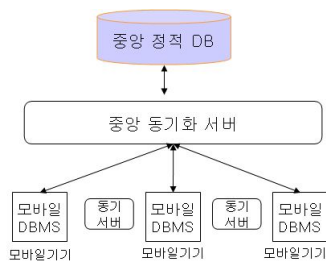 중앙 정적 DB
중앙 동기화 서버
모바일
DBMS
동기
서버
모바일
DBMS
동기
서버
모바일
DBMS
모바일기기
모바일기기
모바일기기